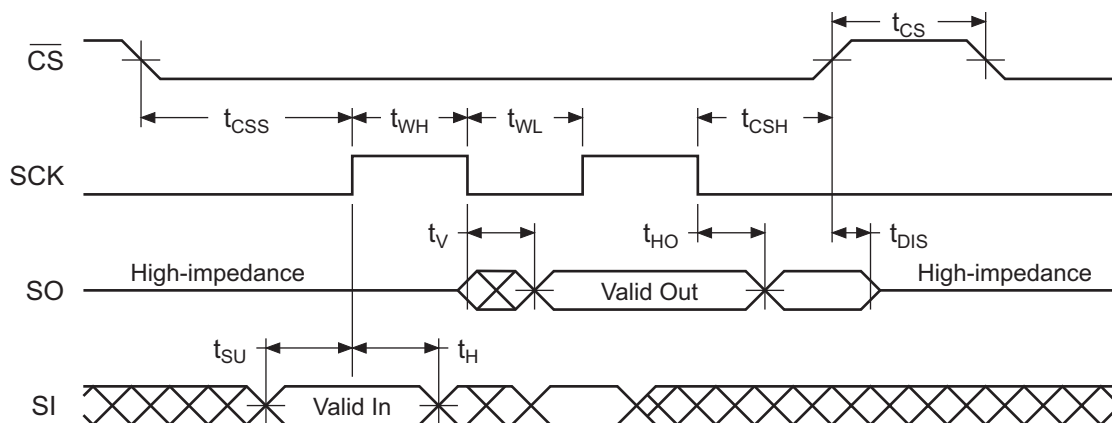 t_CS
C̅S̅
t_CSS t_WH t_WL t_CSH
SCK
t_V t_HO t_DIS
High-impedance High-impedance
SO Valid Out
t_SU t_H
SI Valid In